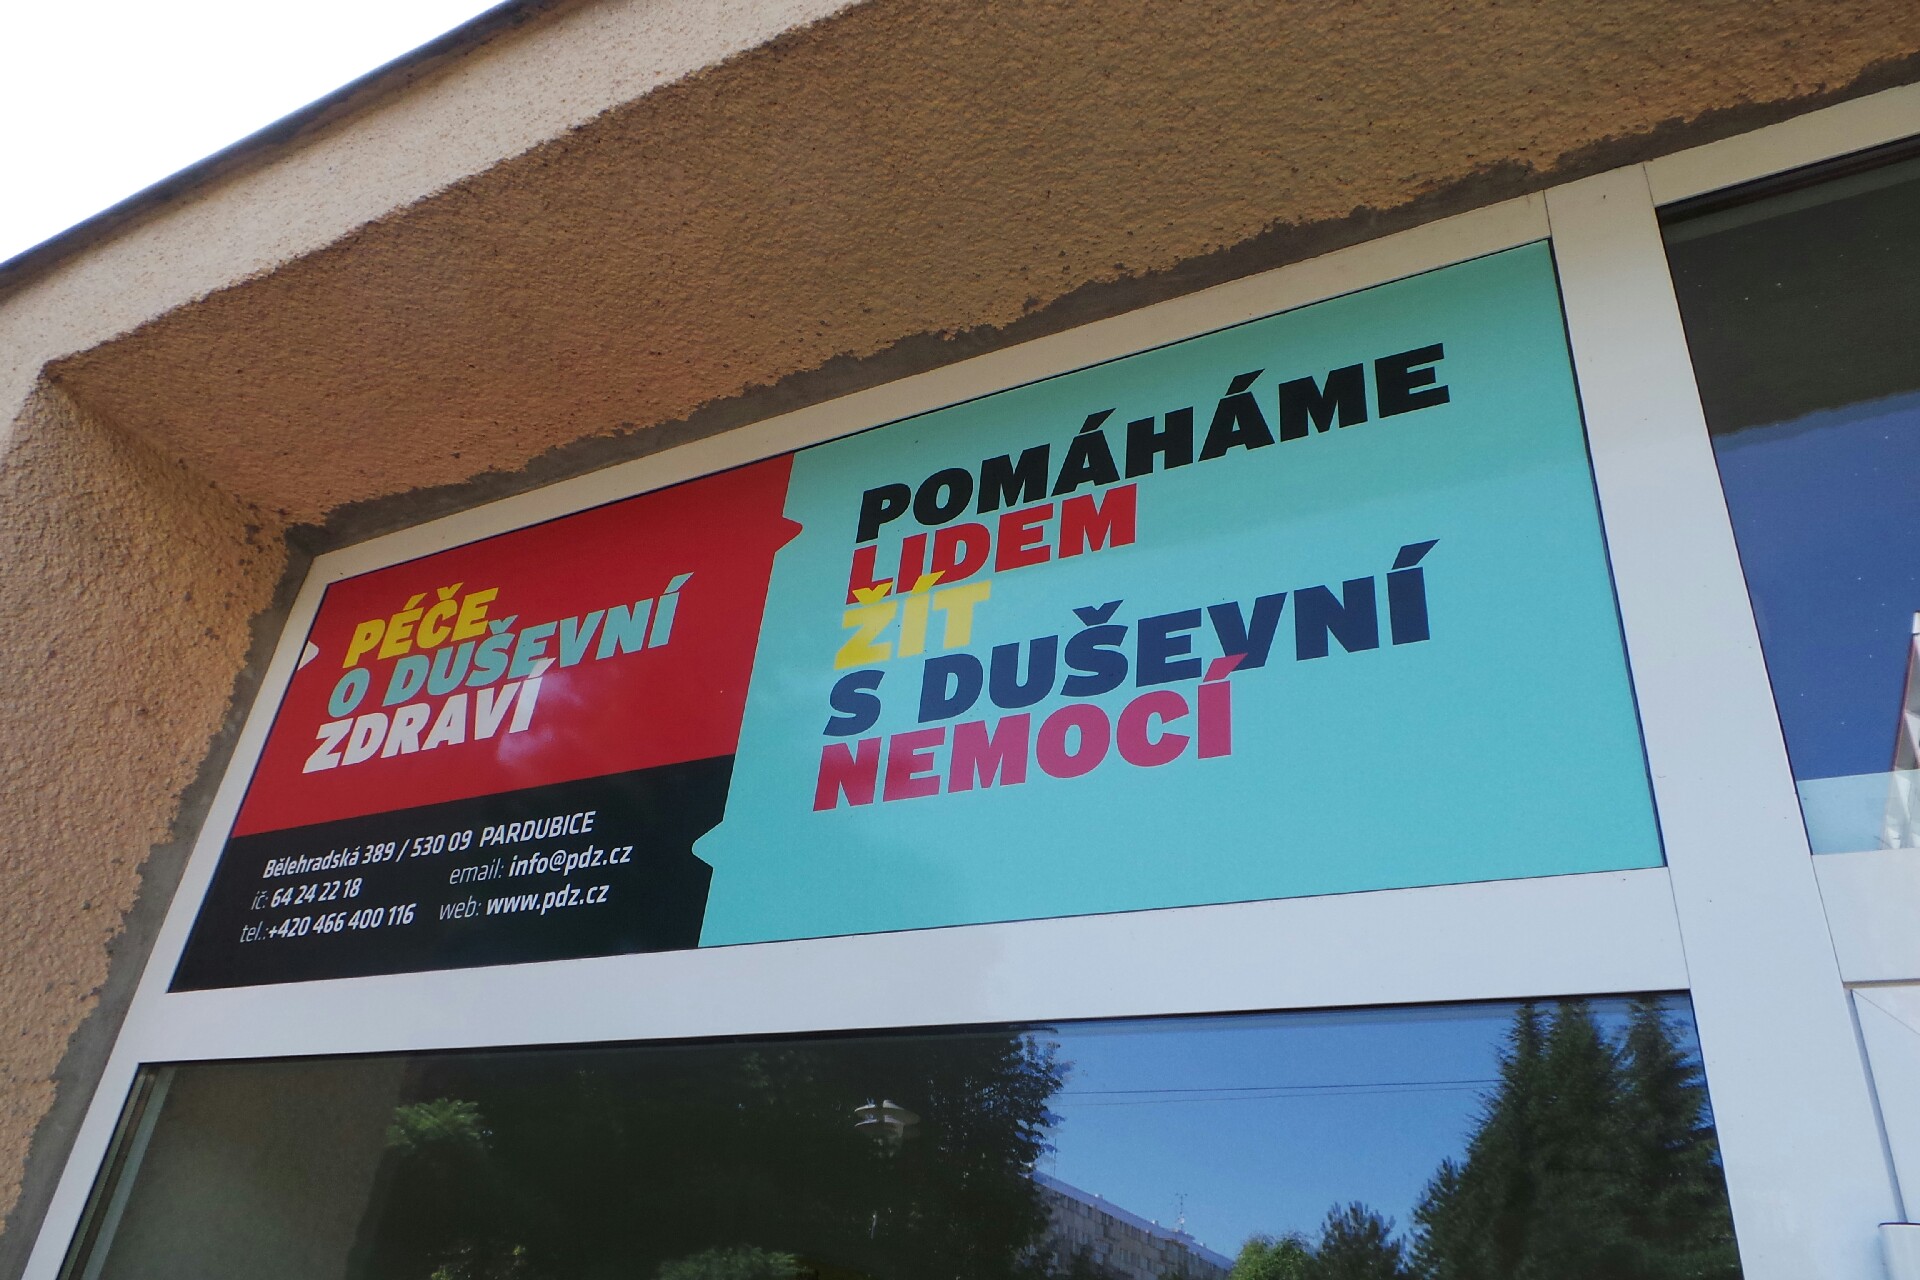 PÉČE
O DUŠEVNÍ
ZDRAVÍ
Bělehradská 389 / 530 09 PARDUBICE
ič: 64 24 22 18 email: info@pdz.cz
tel.:+420 466 400 116 web: www.pdz.cz
POMÁHÁME
LIDEM
ŽÍT
S DUŠEVNÍ
NEMOCÍ